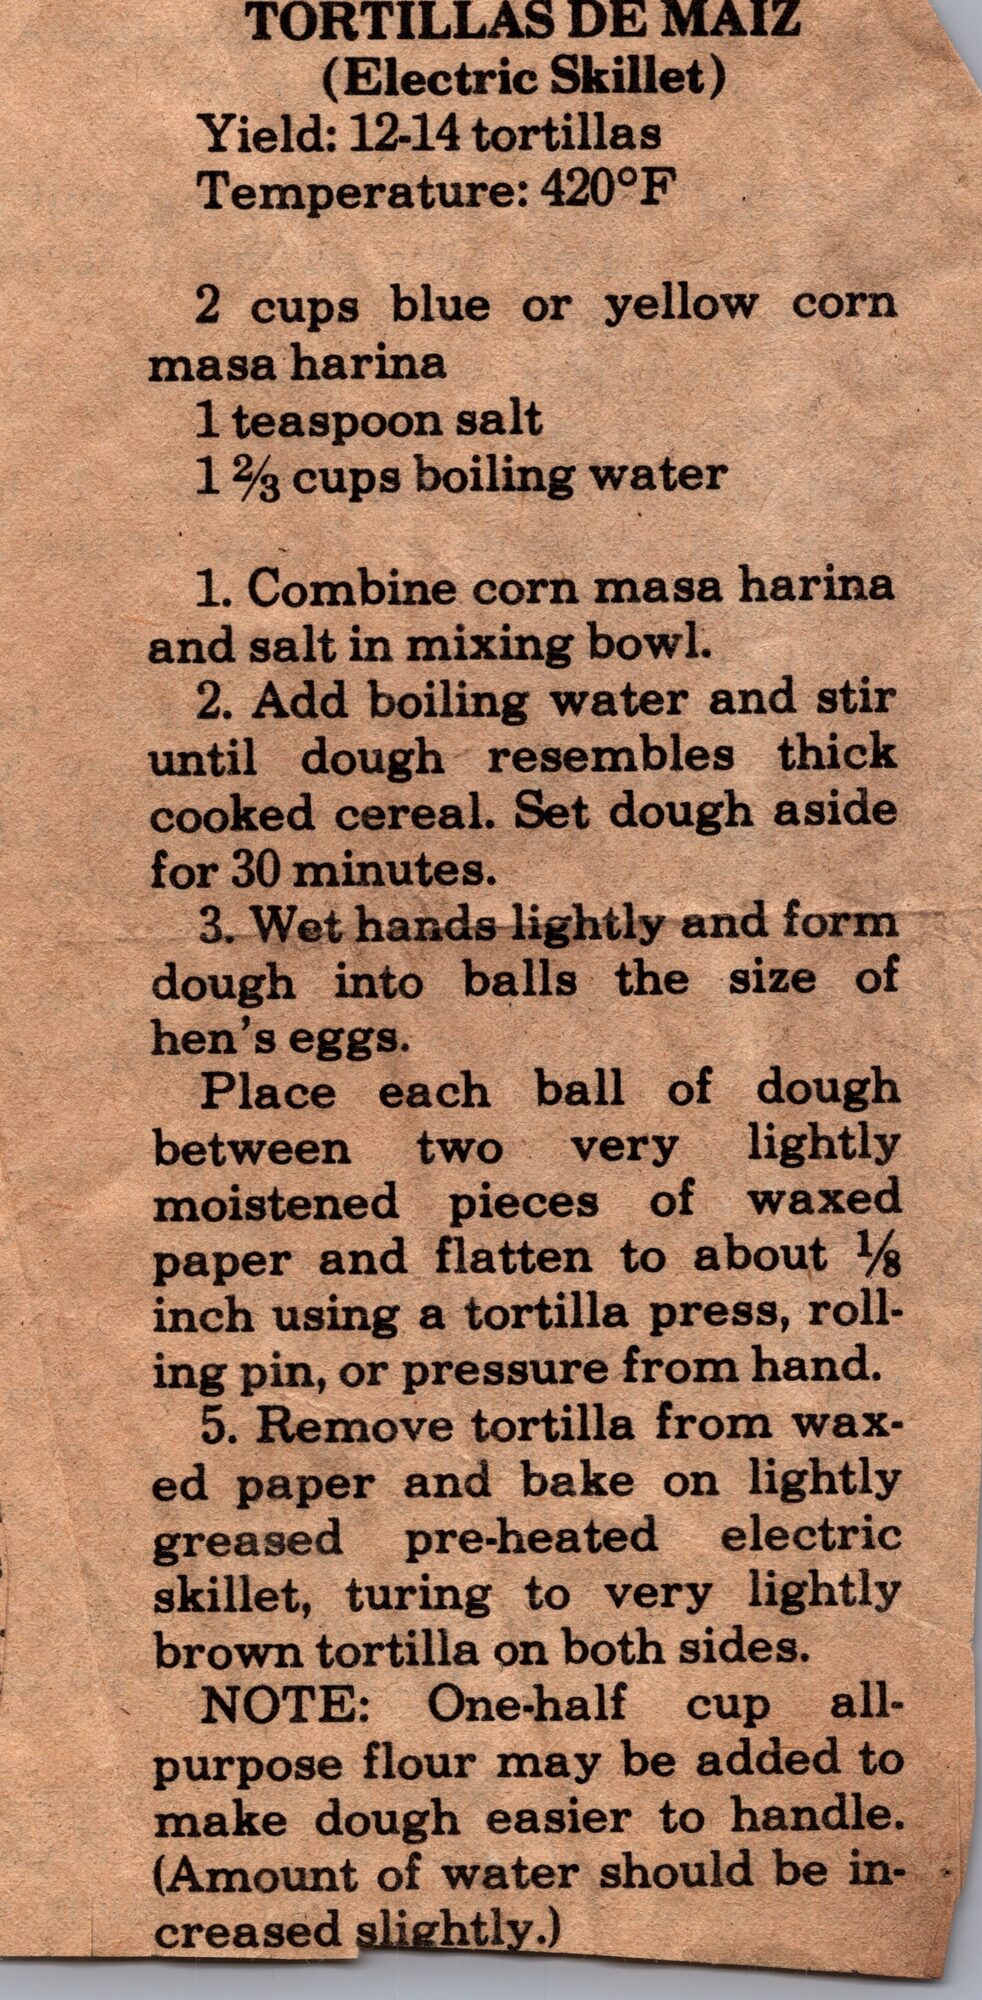 TORTILLAS DE MAIZ
(Electric Skillet)
Yield: 12-14 tortillas
Temperature: 420°F
2 cups blue or yellow corn
masa harina
1 teaspoon salt
1 ⅔ cups boiling water
1. Combine corn masa harina
and salt in mixing bowl.
2. Add boiling water and stir
until dough resembles thick
cooked cereal. Set dough aside
for 30 minutes.
3. Wet hands lightly and form
dough into balls the size of
hen's eggs.
Place each ball of dough
between two very lightly
moistened pieces of waxed
paper and flatten to about ⅛
inch using a tortilla press, roll-
ing pin, or pressure from hand.
5. Remove tortilla from wax-
ed paper and bake on lightly
greased pre-heated electric
skillet, turing to very lightly
brown tortilla on both sides.
NOTE: One-half cup all-
purpose flour may be added to
make dough easier to handle.
(Amount of water should be in-
creased slightly.)